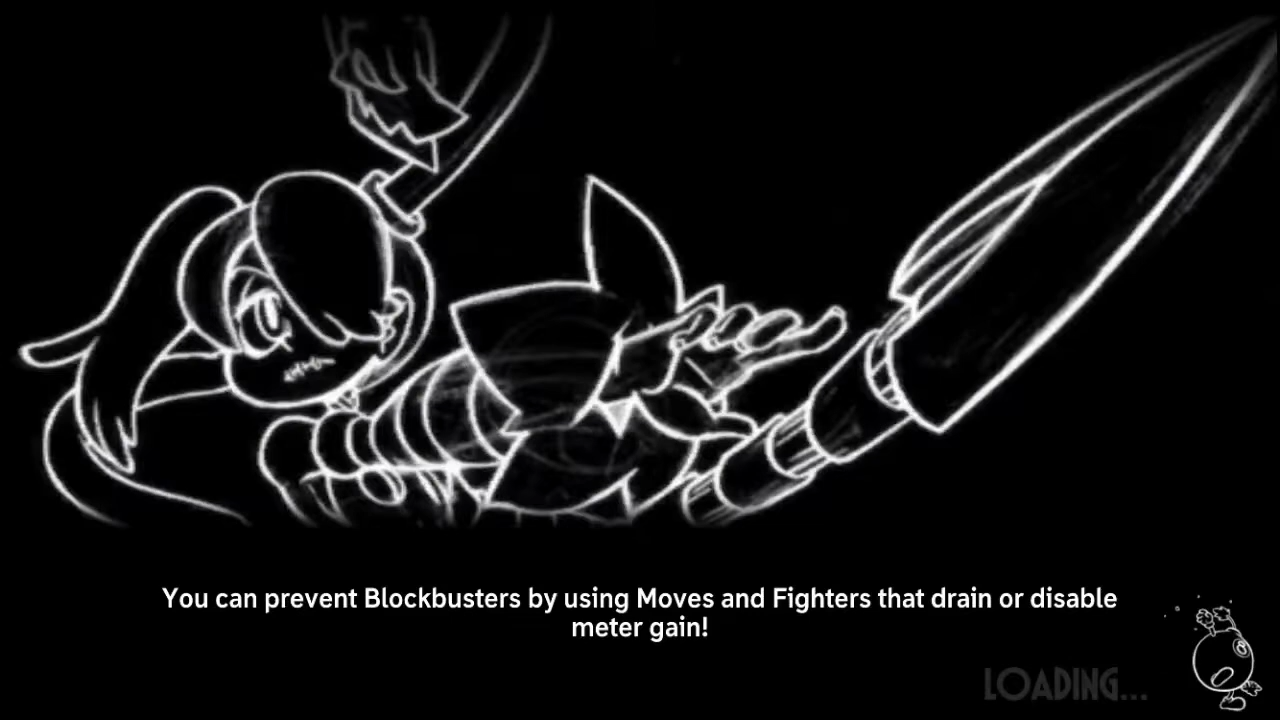 You can prevent Blockbusters by using Moves and Fighters that drain or disable
meter gain!
LOADING...